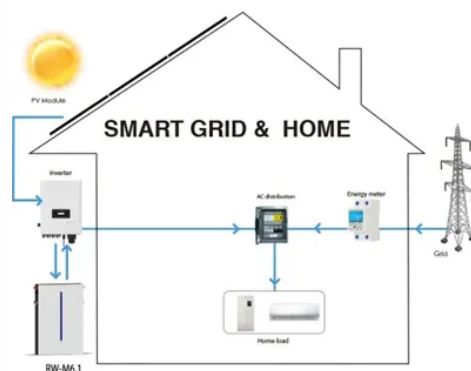 PV Module
SMART GRID & HOME
inverter
AC distribution
Energy meter
Grid
Home load
RW-M6.1